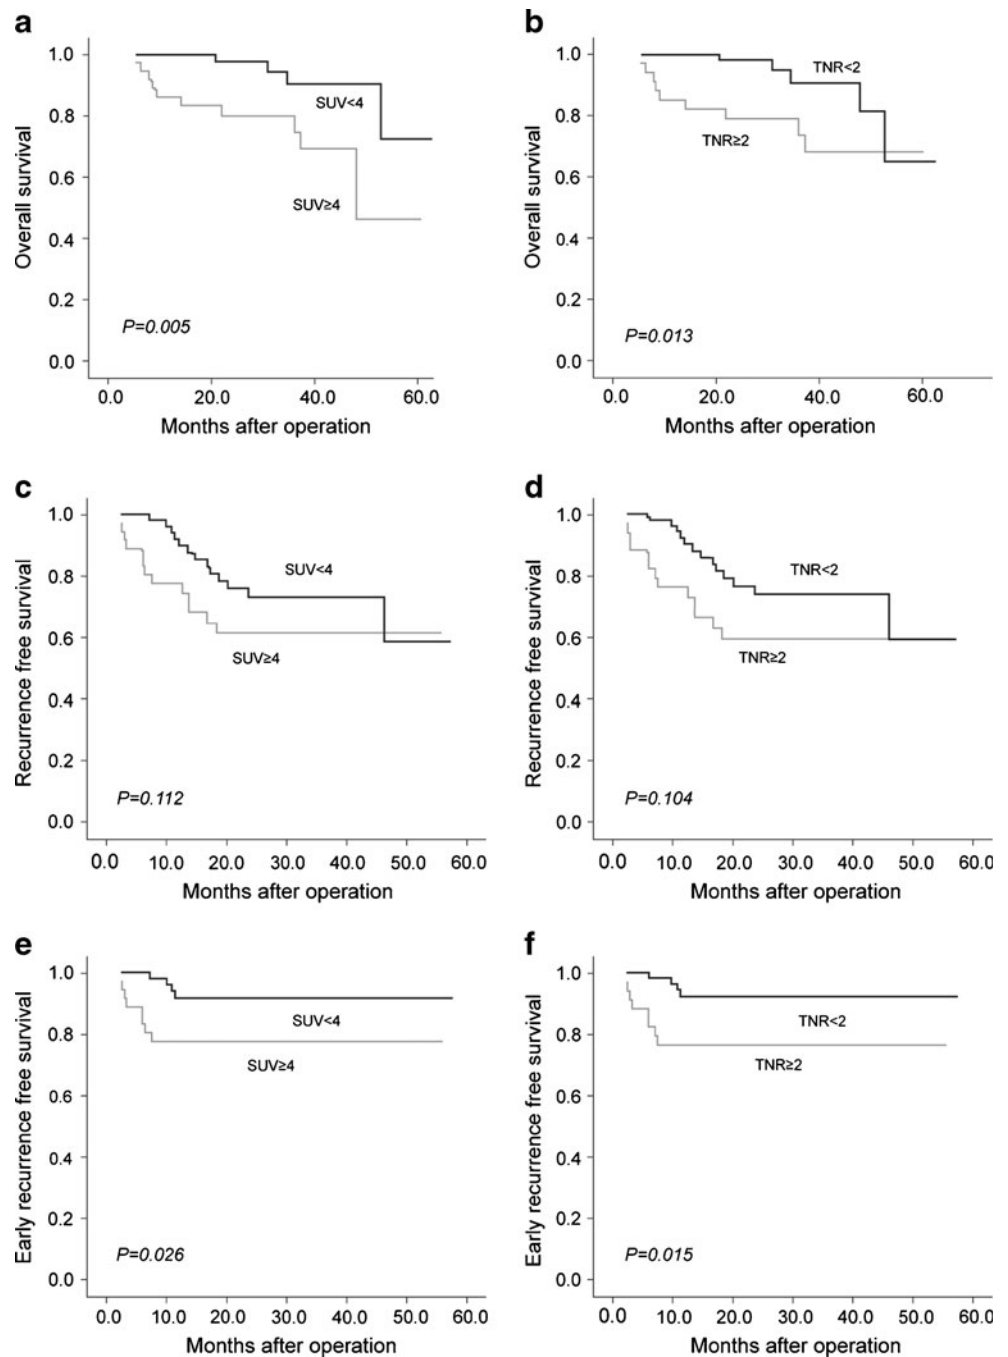 a
Overall survival
1.0
0.8
0.6
0.4
0.2
0.0
SUV<4
SUV≥4
P=0.005
0.0 20.0 40.0 60.0
Months after operation
b
Overall survival
1.0
0.8
0.6
0.4
0.2
0.0
TNR<2
TNR≥2
P=0.013
0.0 20.0 40.0 60.0
Months after operation
c
Recurrence free survival
1.0
0.8
0.6
0.4
0.2
0.0
SUV<4
SUV≥4
P=0.112
0.0 10.0 20.0 30.0 40.0 50.0 60.0
Months after operation
d
Recurrence free survival
1.0
0.8
0.6
0.4
0.2
0.0
TNR<2
TNR≥2
P=0.104
0.0 10.0 20.0 30.0 40.0 50.0 60.0
Months after operation
e
Early recurrence free survival
1.0
0.8
0.6
0.4
0.2
0.0
SUV<4
SUV≥4
P=0.026
0.0 10.0 20.0 30.0 40.0 50.0 60.0
Months after operation
f
Early recurrence free survival
1.0
0.8
0.6
0.4
0.2
0.0
TNR<2
TNR≥2
P=0.015
0.0 10.0 20.0 30.0 40.0 50.0 60.0
Months after operation